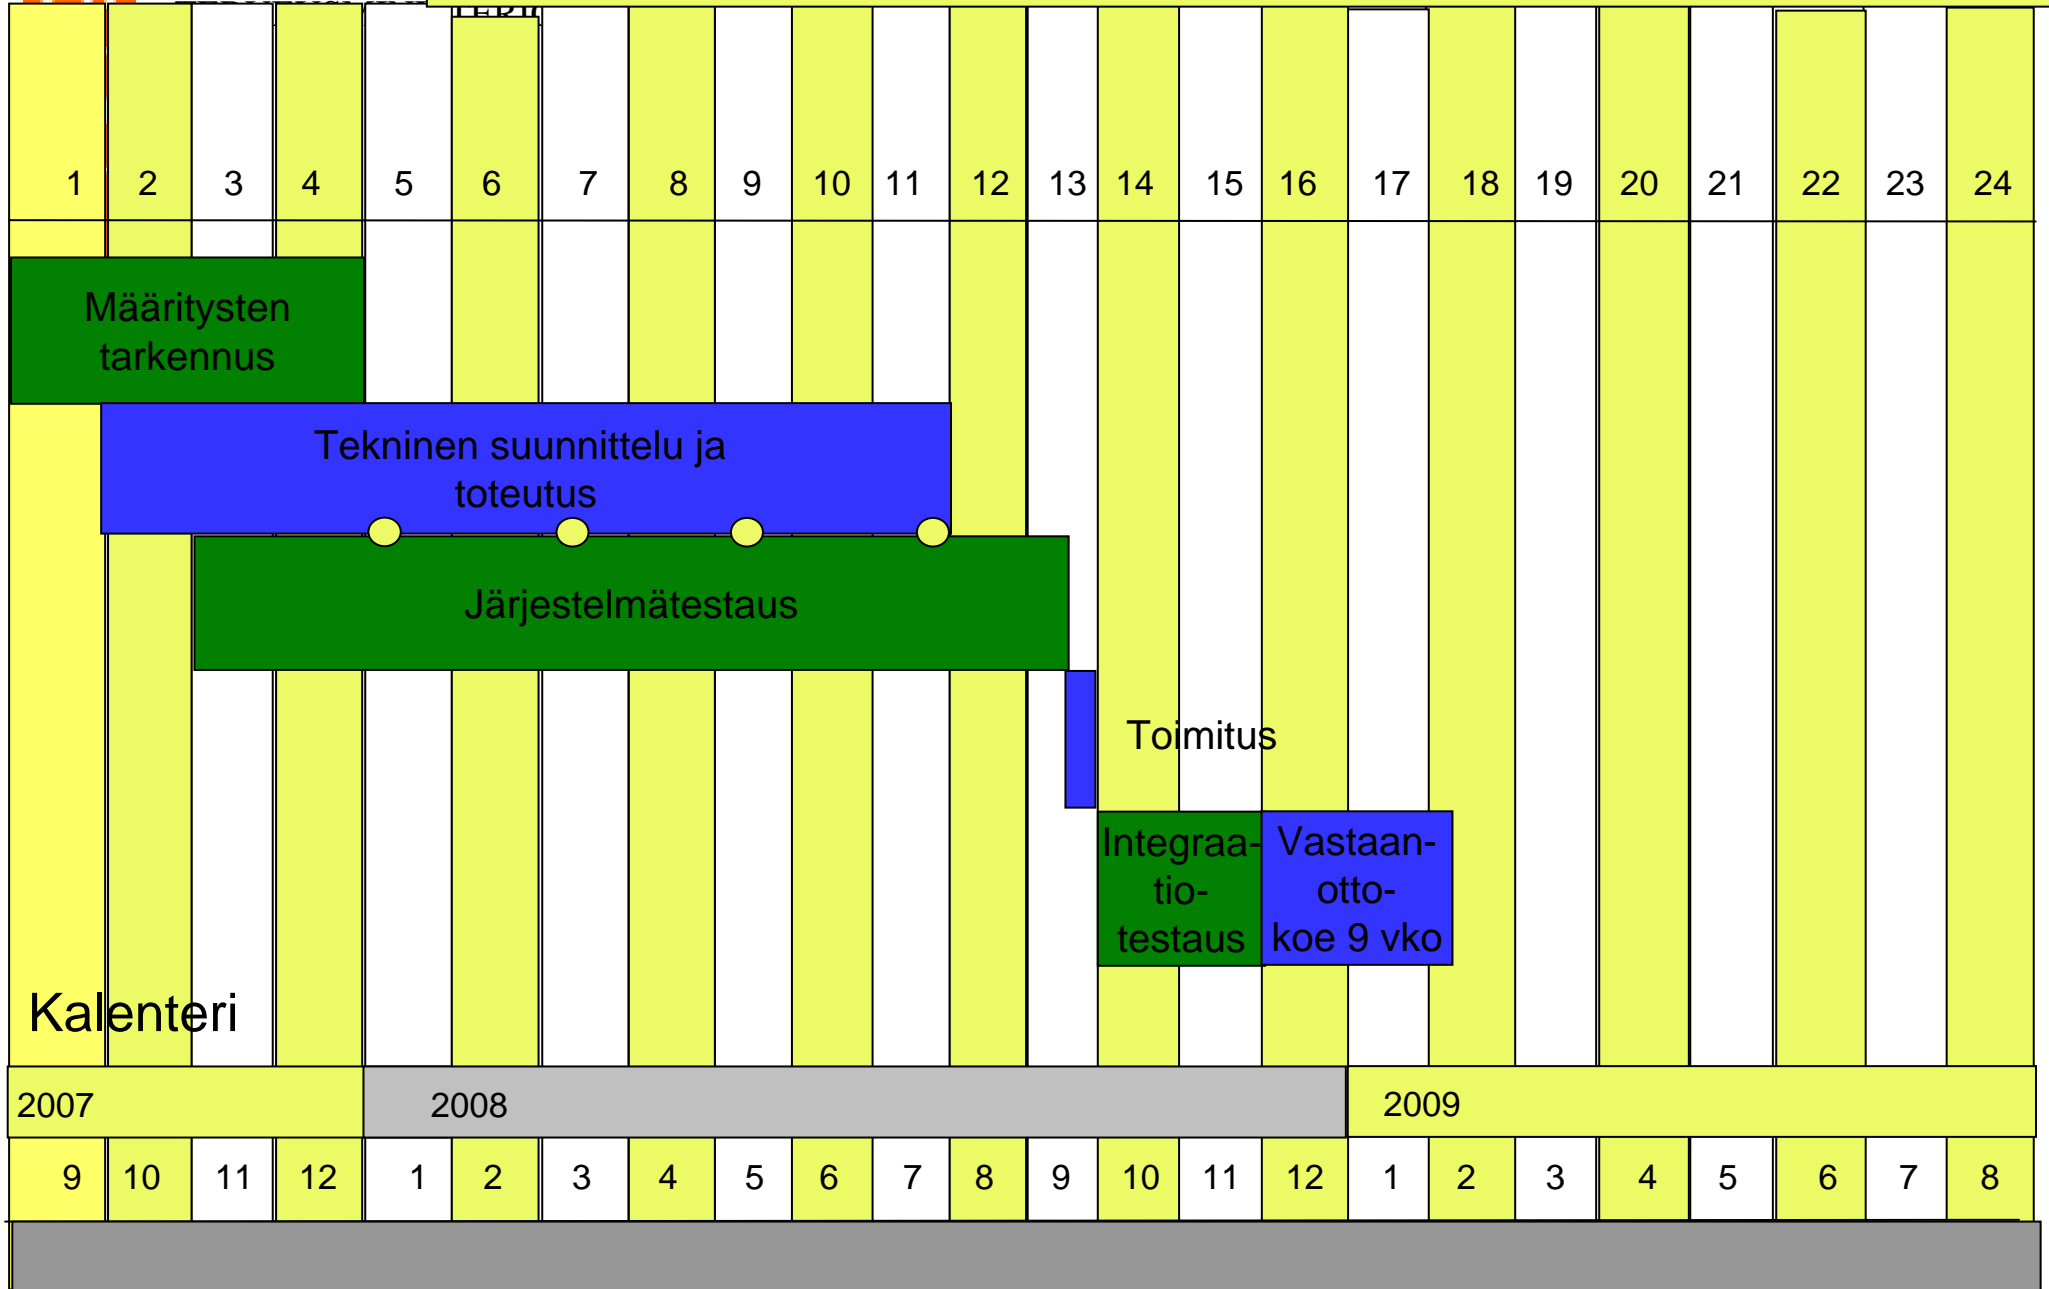 1 2 3 4 5 6 7 8 9 10 11 12 13 14 15 16 17 18 19 20 21 22 23 24
Määritysten
tarkennus
Tekninen suunnittelu ja
toteutus
Järjestelmätestaus
Toimitus
Integraa-
tio-
testaus
Vastaan-
otto-
koe 9 vko
Kalenteri
2007 2008 2009
9 10 11 12 1 2 3 4 5 6 7 8 9 10 11 12 1 2 3 4 5 6 7 8